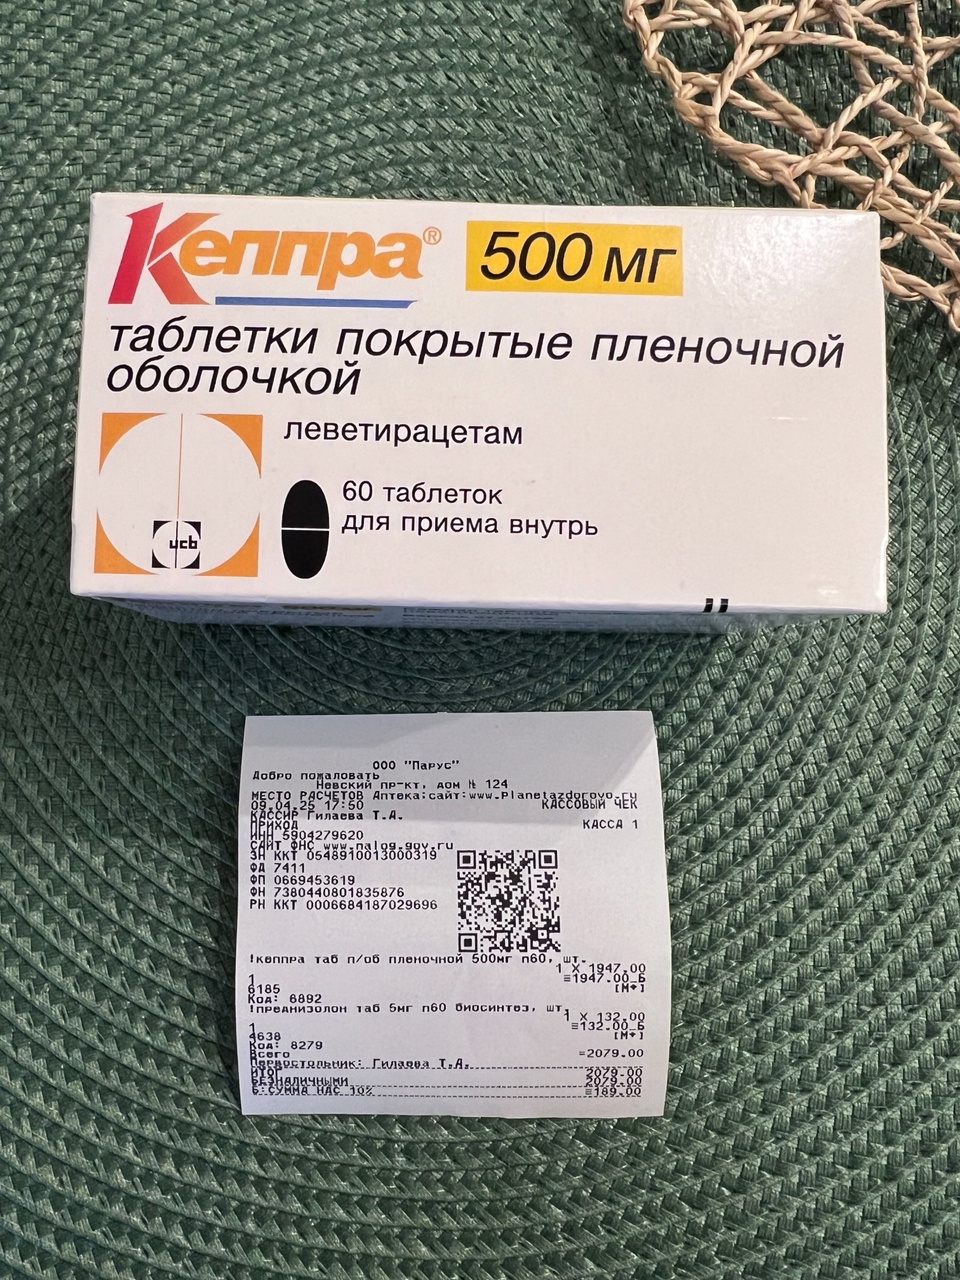 Кеппра®
500 мг
таблетки покрытые пленочной
оболочкой
леветирацетам
ucb
60 таблеток
для приема внутрь
ООО "Парус"
Добро пожаловать
Невский пр-кт, дом № 124
МЕСТО РАСЧЕТОВ Аптека;сайт:www.planetazdorovo.ru
09.04.25 17:50 КАССОВЫЙ ЧЕК
КАССИР Гилаева Т.А.
ПРИХОД КАССА 1
ИНН 5904279620
САЙТ ФНС www.nalog.gov.ru
ЗН ККТ 0548910013000319
ФД 7411
ФП 0669453619
ФН 7380440801835876
РН ККТ 0006684187029696
!кеппра таб п/об пленочной 500мг n60, шт.
1 X 1947.00
1 ≡1947.00_Б
6185 [М+]
Код: 6892
!преднизолон таб 5мг n60 биосинтез, шт.
1 X 132.00
1 ≡132.00_Б
4638 [М+]
Код: 8279
Всего =2079.00
Первостольник: Гилаева Т.А.
ИТОГ 2079.00
БЕЗНАЛИЧНЫМИ 2079.00
Б:СУММА НДС 10% ≡189.00